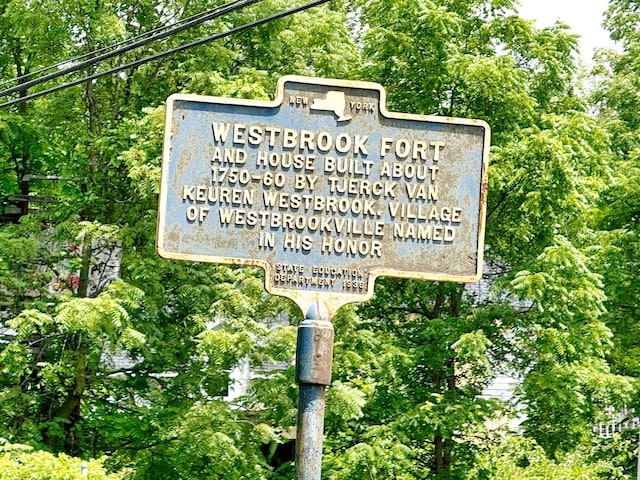 NEW YORK
WESTBROOK FORT
AND HOUSE BUILT ABOUT
1750-60 BY TJERCK VAN
KEUREN WESTBROOK. VILLAGE
OF WESTBROOKVILLE NAMED
IN HIS HONOR
STATE EDUCATION
DEPARTMENT 1936